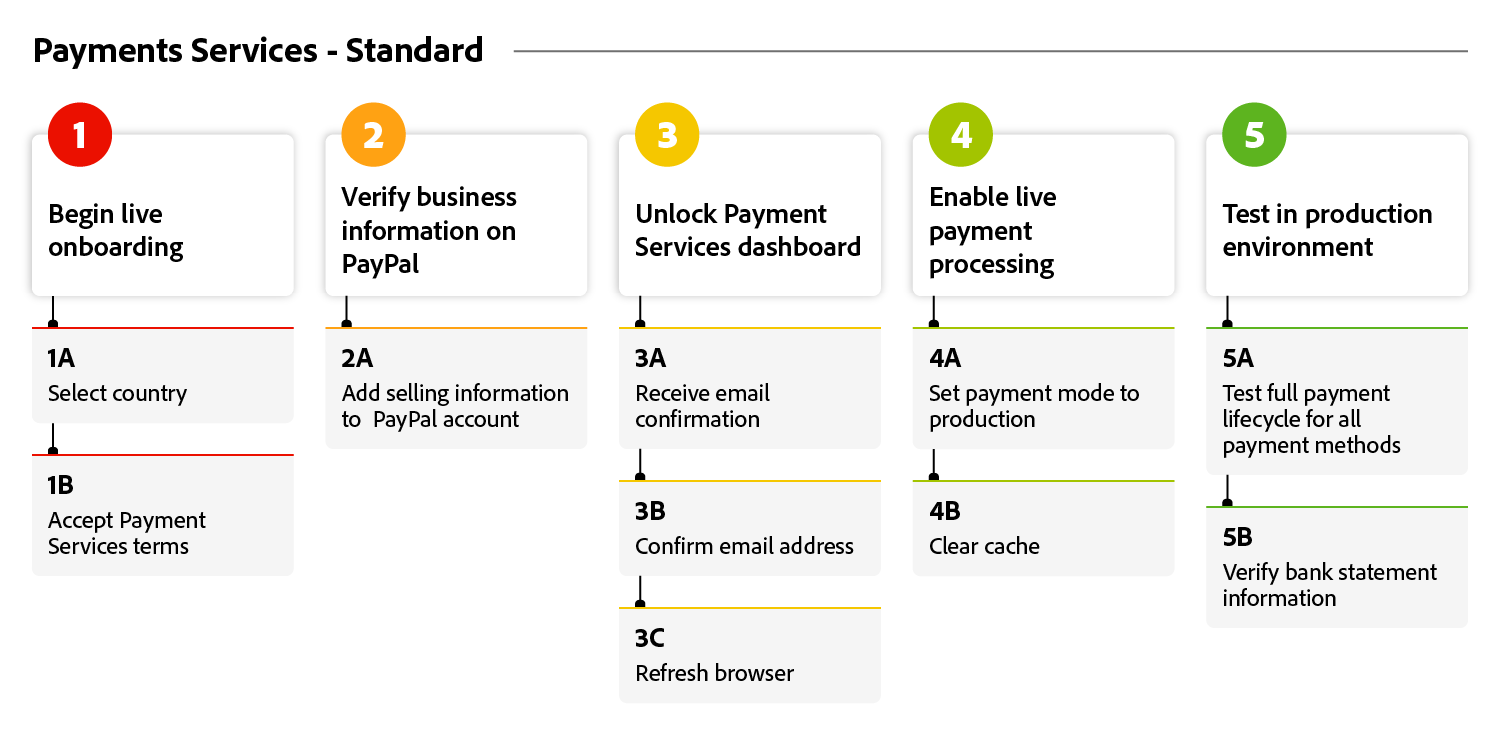 Payments Services - Standard
1
Begin live
onboarding
1A
Select country
1B
Accept Payment
Services terms
2
Verify business
information on
PayPal
2A
Add selling information
to  PayPal account
3
Unlock Payment
Services dashboard
3A
Receive email
confirmation
3B
Confirm email address
3C
Refresh browser
4
Enable live
payment
processing
4A
Set payment mode to
production
4B
Clear cache
5
Test in production
environment
5A
Test full payment
lifecycle for all
payment methods
5B
Verify bank statement
information